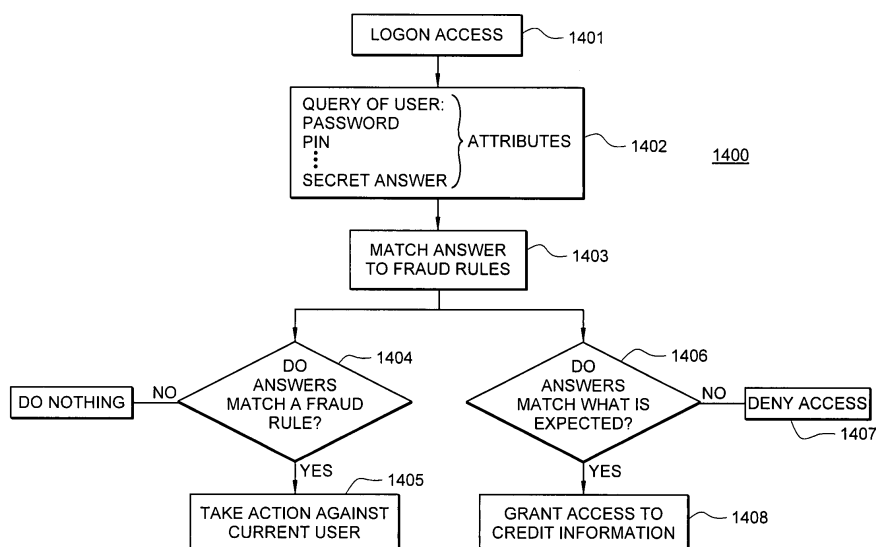 LOGON ACCESS
1401
QUERY OF USER:
PASSWORD
PIN
SECRET ANSWER
ATTRIBUTES
1402
1400
MATCH ANSWER
TO FRAUD RULES
1403
DO
ANSWERS
MATCH A FRAUD
RULE?
1404
NO
DO NOTHING
YES
1405
TAKE ACTION AGAINST
CURRENT USER
DO
ANSWERS
MATCH WHAT IS
EXPECTED?
1406
NO
DENY ACCESS
1407
YES
GRANT ACCESS TO
CREDIT INFORMATION
1408